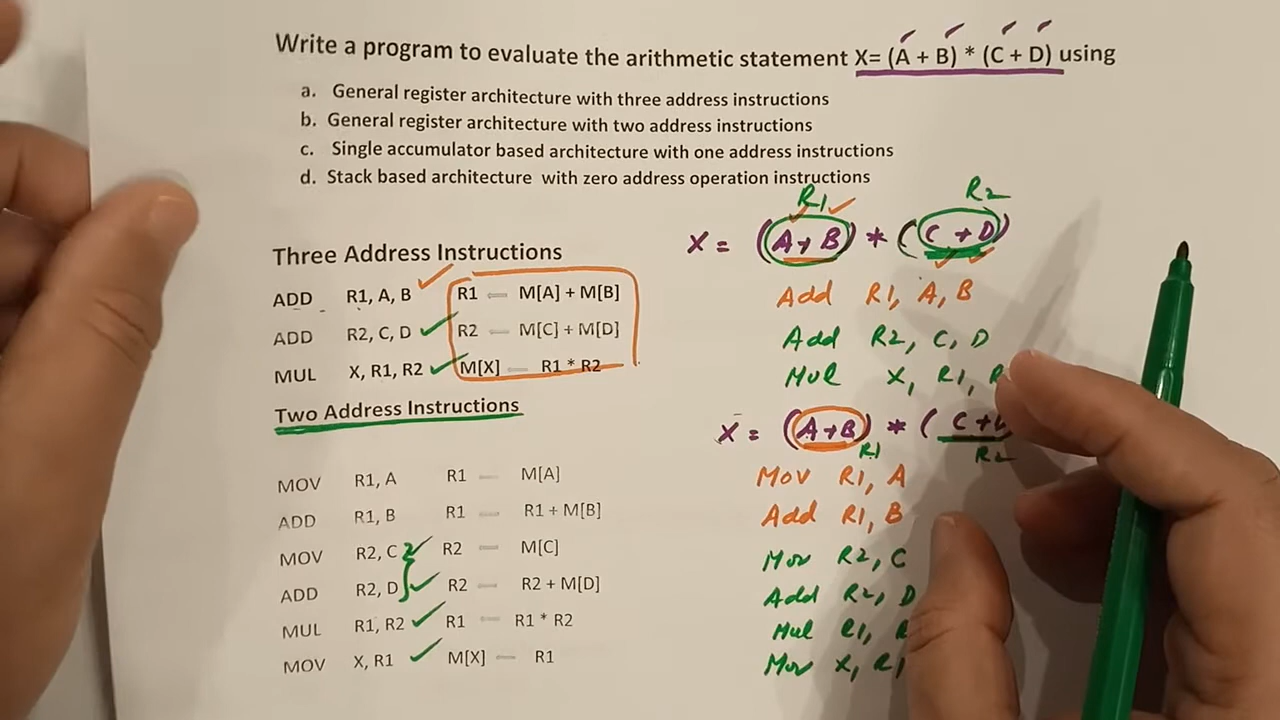 Write a program to evaluate the arithmetic statement X= (A + B) * (C + D) using
a. General register architecture with three address instructions
b. General register architecture with two address instructions
c. Single accumulator based architecture with one address instructions
d. Stack based architecture with zero address operation instructions
R1 R2
X = (A+B) * (C+D)
Three Address Instructions
ADD R1, A, B R1 M[A] + M[B]
ADD R2, C, D R2 M[C] + M[D]
MUL X, R1, R2 M[X] R1 * R2
Add R1, A, B
Add R2, C, D
Mul X, R1,
Two Address Instructions
X = (A+B) * ( C +
R1 R2
MOV R1, A R1 M[A]
ADD R1, B R1 R1 + M[B]
MOV R2, C R2 M[C]
ADD R2, D R2 R2 + M[D]
MUL R1, R2 R1 R1 * R2
MOV X, R1 M[X] R1
Mov R1, A
Add R1, B
Mov R2, C
Add R2, D
Mul R1,
Mov X, R1